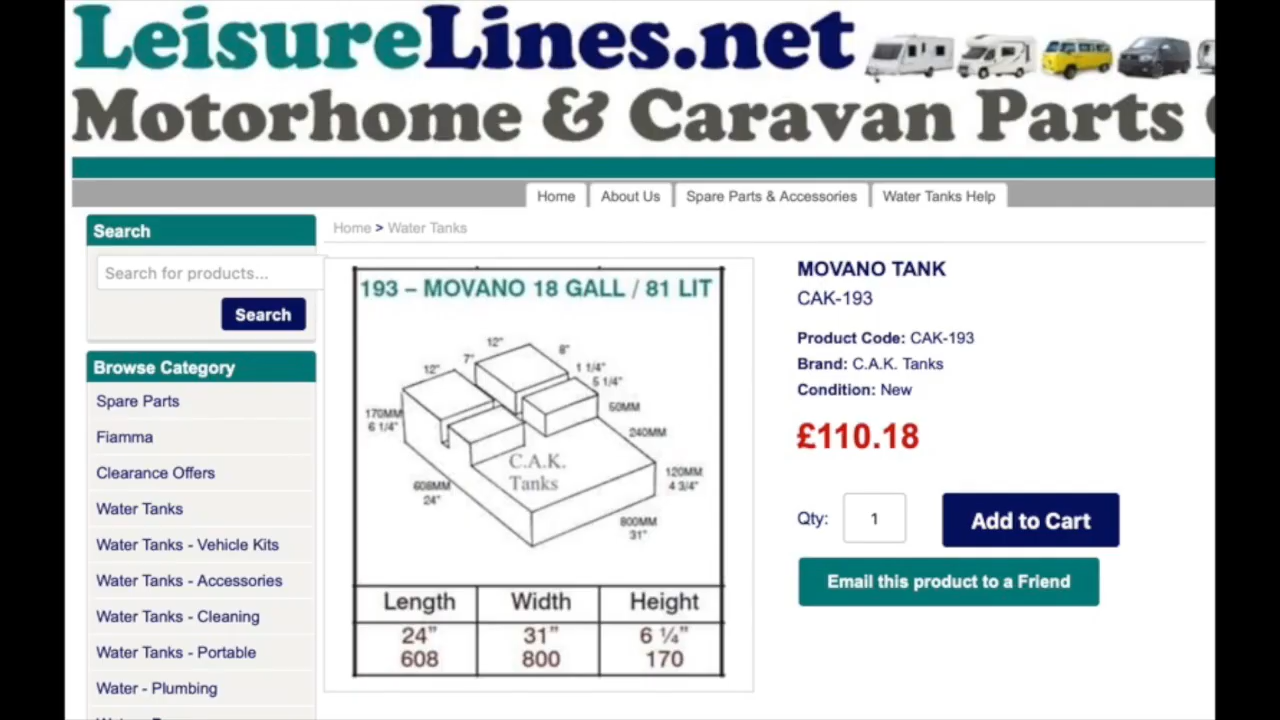 LeisureLines.net
Motorhome & Caravan Parts
Home
About Us
Spare Parts & Accessories
Water Tanks Help
Search
Search for products...
Search
Browse Category
Spare Parts
Fiamma
Clearance Offers
Water Tanks
Water Tanks - Vehicle Kits
Water Tanks - Accessories
Water Tanks - Cleaning
Water Tanks - Portable
Water - Plumbing
Home > Water Tanks
193 – MOVANO 18 GALL / 81 LIT
12"
8"
7"
1 1/4"
12"
5 1/4"
170MM
6 1/4"
50MM
240MM
C.A.K.
Tanks
120MM
4 3/4"
608MM
24"
800MM
31"
Length Width Height
24” 31” 6 ¼”
608 800 170
MOVANO TANK
CAK-193
Product Code: CAK-193
Brand: C.A.K. Tanks
Condition: New
£110.18
Qty: 1 Add to Cart
Email this product to a Friend